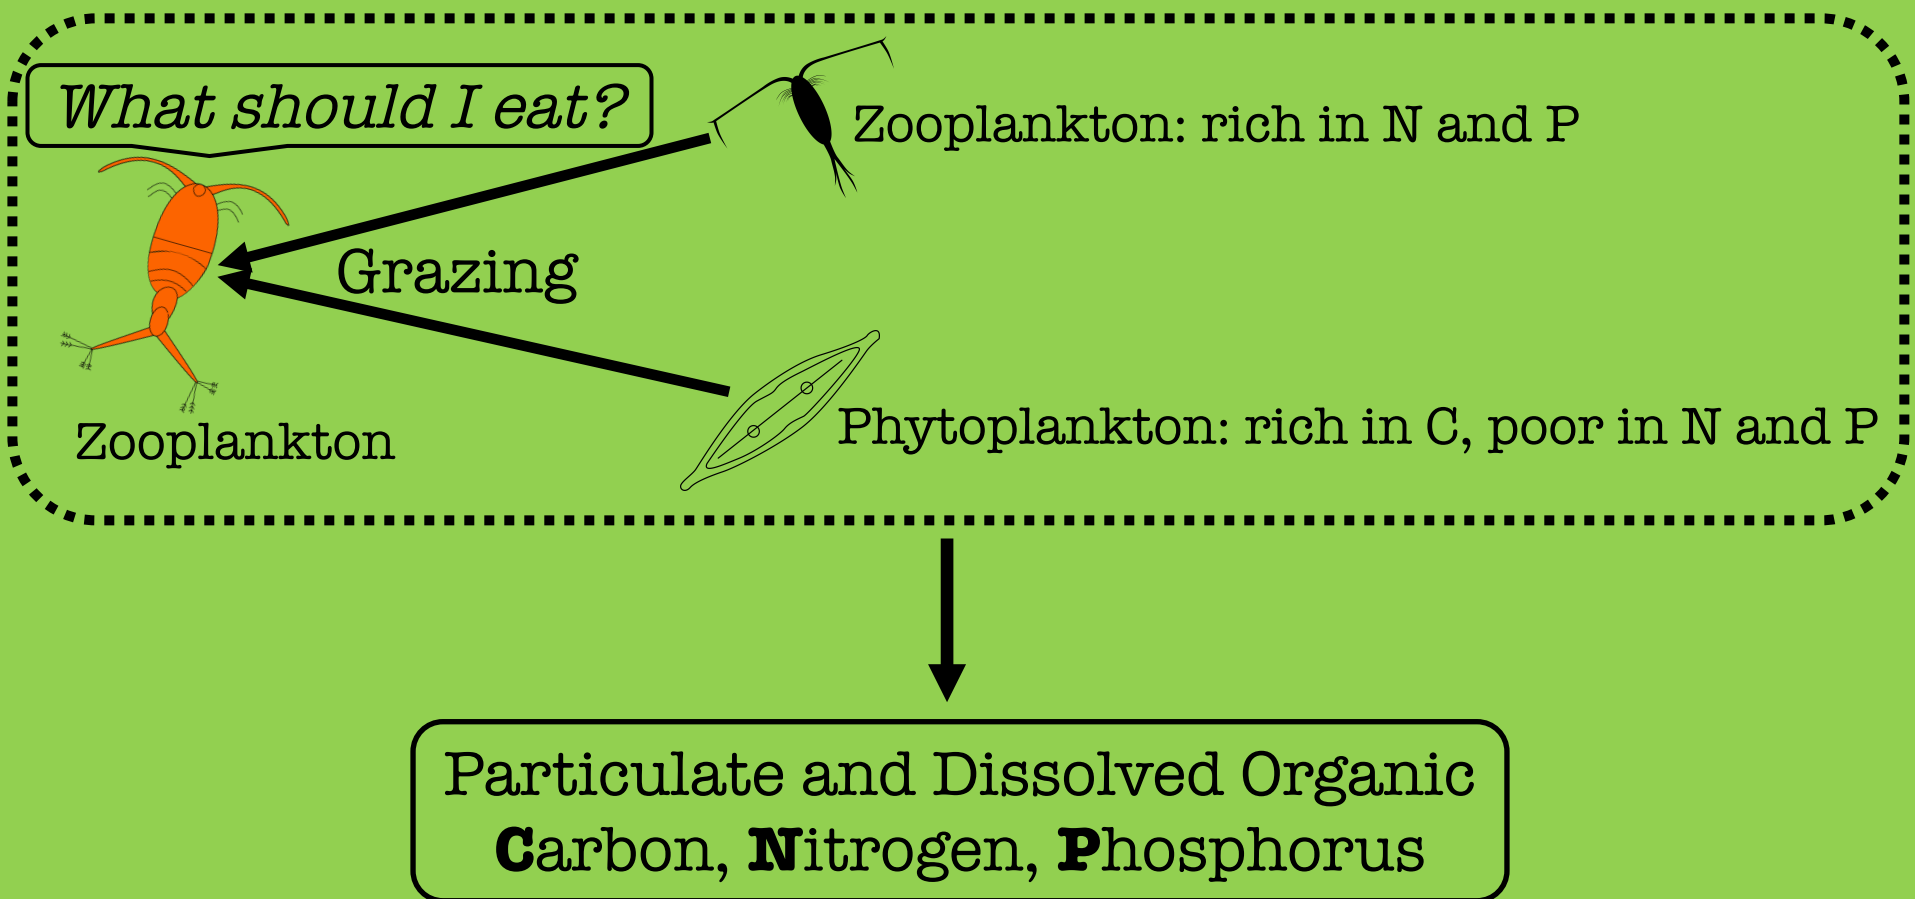 What should I eat?
Zooplankton: rich in N and P
Grazing
Phytoplankton: rich in C, poor in N and P
Zooplankton
Particulate and Dissolved Organic
Carbon, Nitrogen, Phosphorus